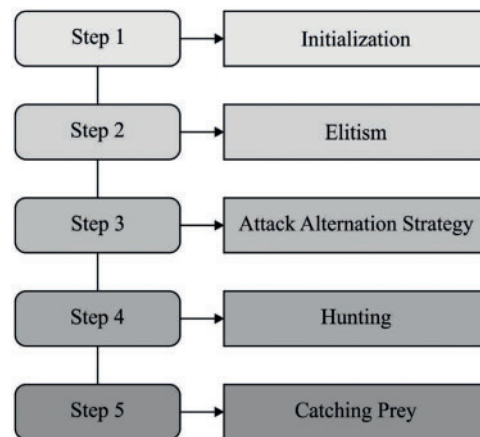 Step 1
Initialization
Step 2
Elitism
Step 3
Attack Alternation Strategy
Step 4
Hunting
Step 5
Catching Prey